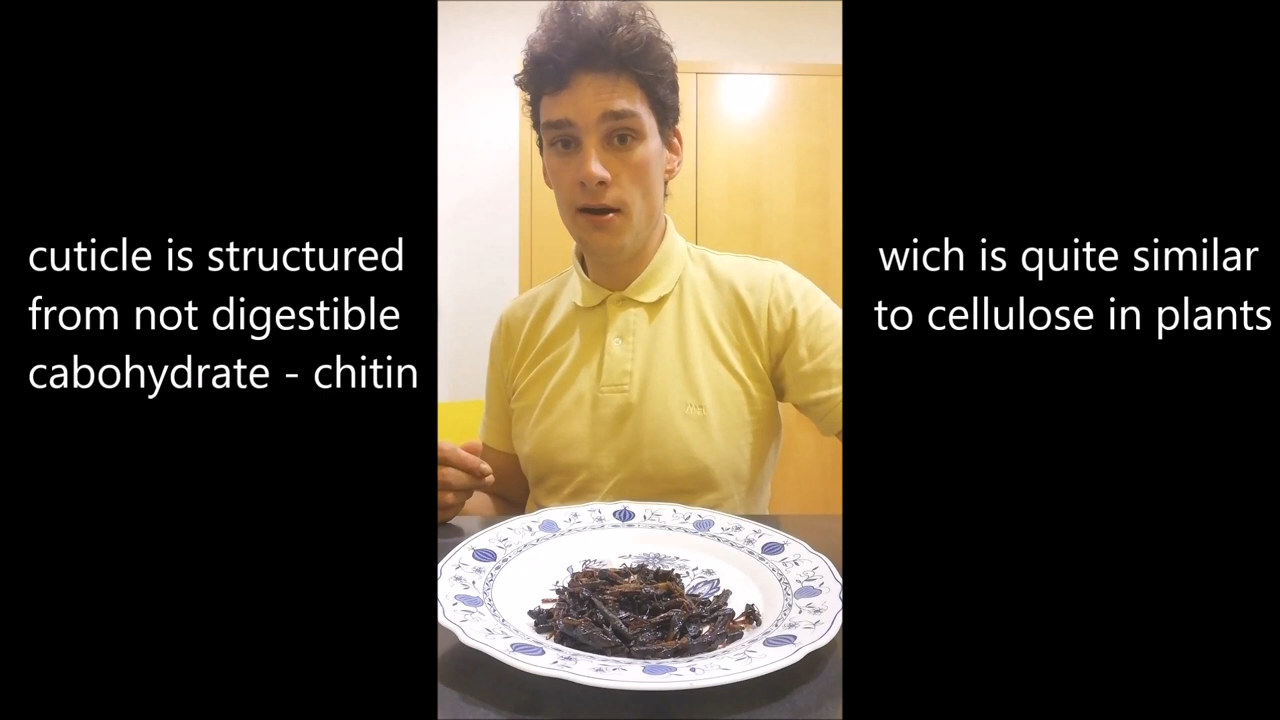 cuticle is structured
from not digestible
cabohydrate - chitin
wich is quite similar
to cellulose in plants